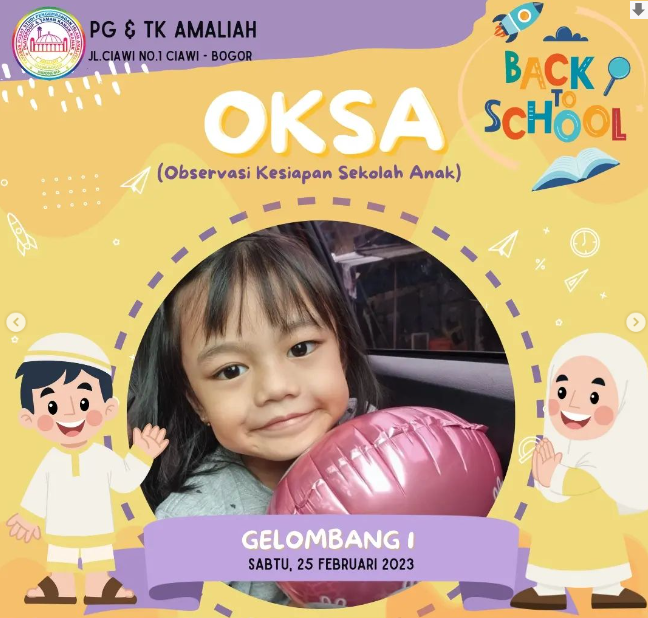 PG & TK AMALIAH
JL.CIAWI NO.1 CIAWI - BOGOR
BACK
TO
SCHOOL
OKSA
(Observasi Kesiapan Sekolah Anak)
GELOMBANG 1
SABTU, 25 FEBRUARI 2023